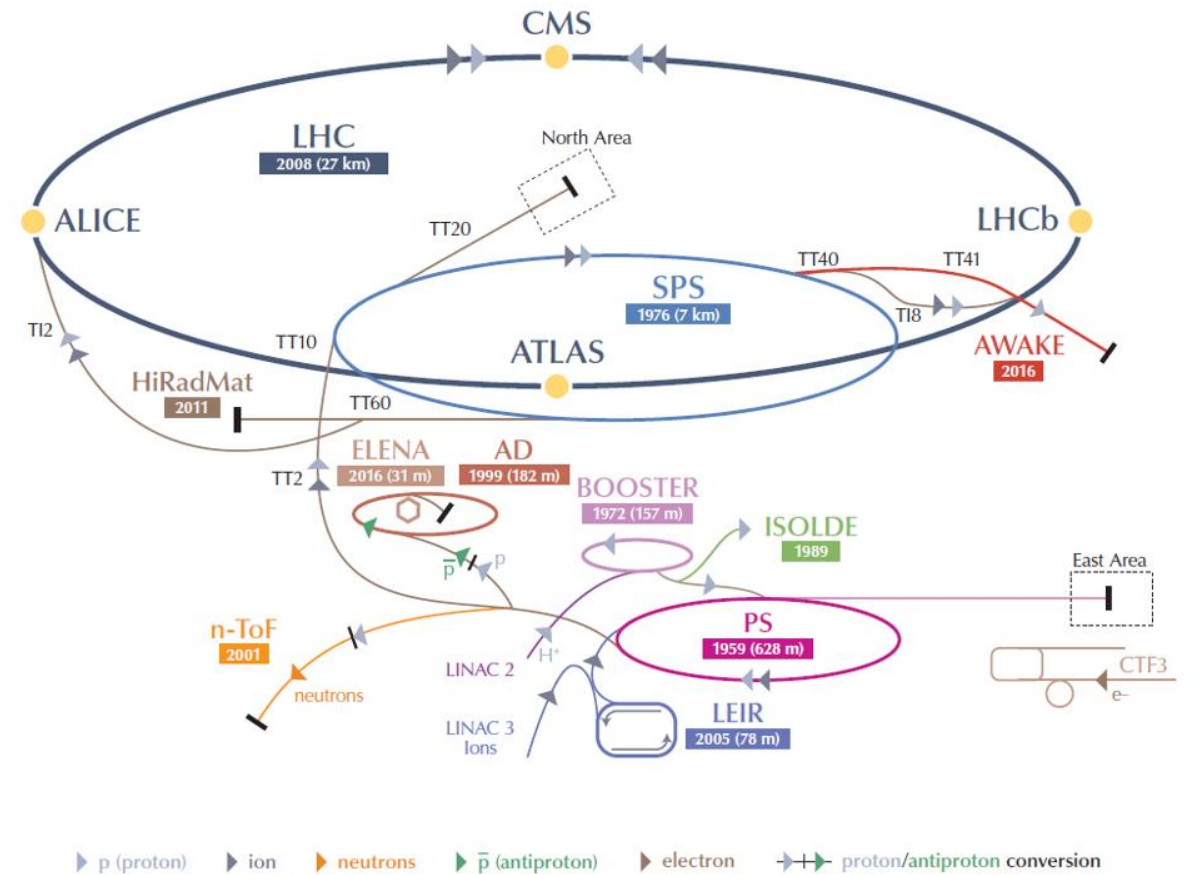 CMS
LHC
2008 (27 km)
North Area
ALICE
TT20
LHCb
TT40
TT41
SPS
1976 (7 km)
TI2
TT10
TI8
ATLAS
AWAKE
2016
HiRadMat
2011
TT60
ELENA
2016 (31 m)
AD
1999 (182 m)
TT2
BOOSTER
1972 (157 m)
ISOLDE
1989
p̅
p
East Area
n-ToF
2001
PS
1959 (628 m)
H⁺
LINAC 2
neutrons
CTF3
e–
LINAC 3
Ions
LEIR
2005 (78 m)
p (proton)
ion
neutrons
p̅ (antiproton)
electron
proton/antiproton conversion